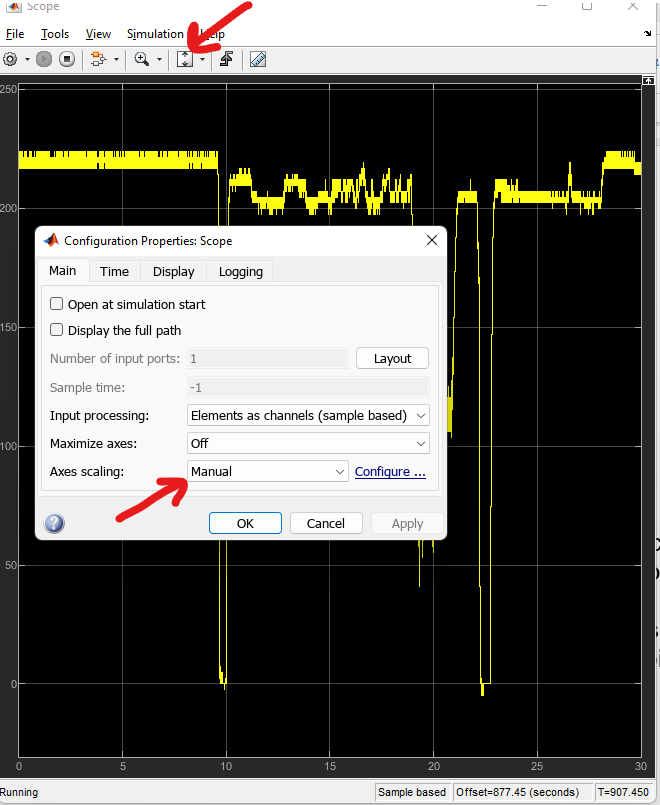 Scope
File Tools View Simulation Help
250
200
150
100
50
0
Configuration Properties: Scope
Main Time Display Logging
Open at simulation start
Display the full path
Number of input ports: 1 Layout
Sample time: -1
Input processing: Elements as channels (sample based)
Maximize axes: Off
Axes scaling: Manual Configure ...
OK Cancel Apply
0 5 10 15 20 25 30
Running Sample based Offset=877.45 (seconds) T=907.450